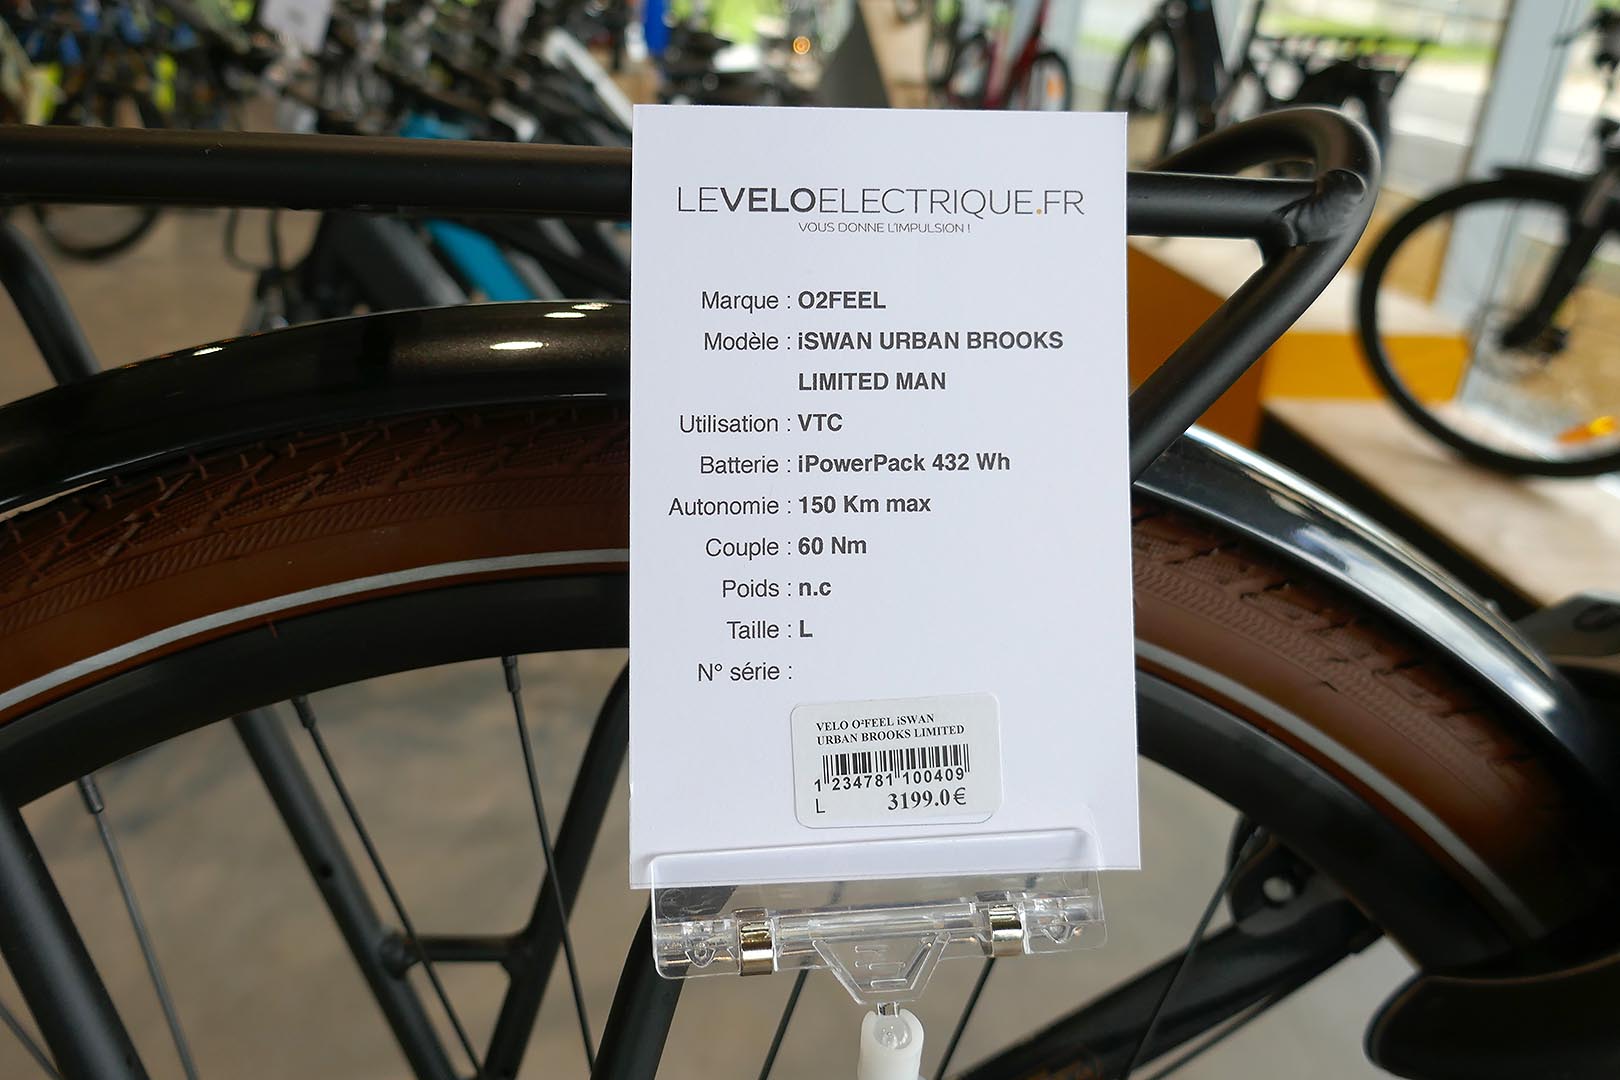 LEVELOELECTRIQUE.FR
VOUS DONNE L'IMPULSION !
Marque : O2FEEL
Modèle : iSWAN URBAN BROOKS
LIMITED MAN
Utilisation : VTC
Batterie : iPowerPack 432 Wh
Autonomie : 150 Km max
Couple : 60 Nm
Poids : n.c
Taille : L
N° série :
VELO O²FEEL iSWAN
URBAN BROOKS LIMITED
1 234781 100409
L 3199.0€